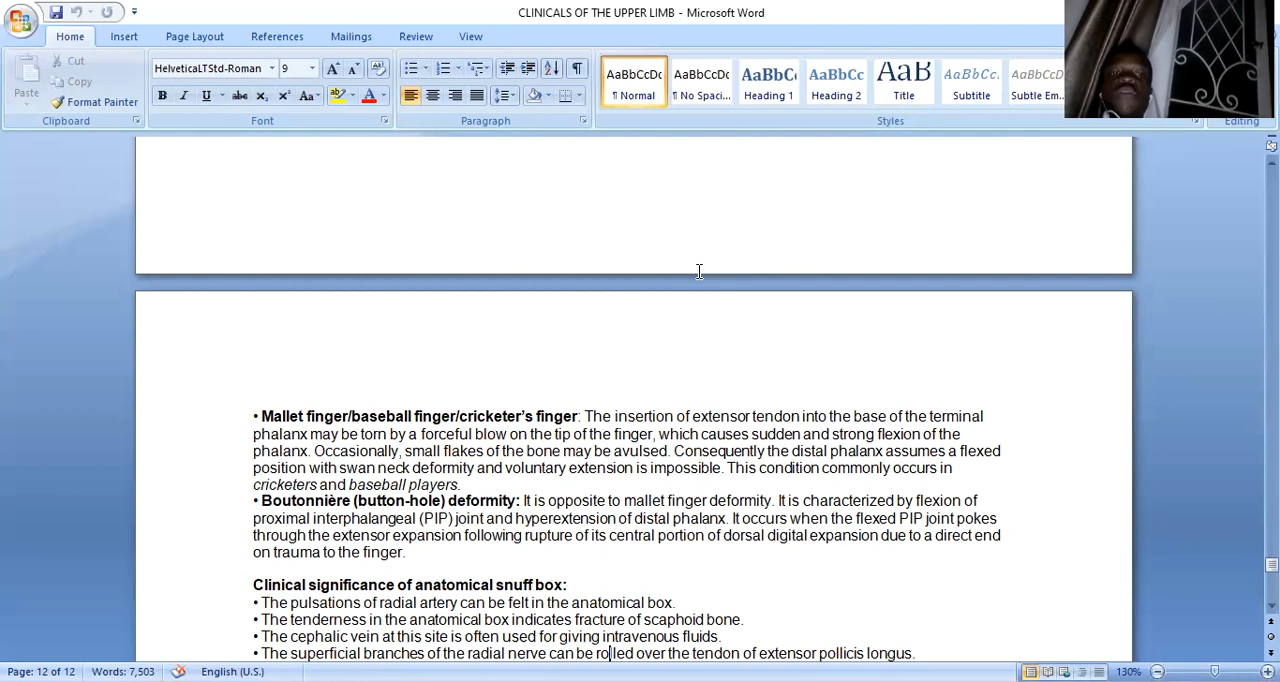 CLINICALS OF THE UPPER LIMB - Microsoft Word
Home Insert Page Layout References Mailings Review View
Paste
Cut
Copy
Format Painter
Clipboard
HelveticaLTStd-Roman 9
Font
Paragraph
AaBbCcDc AaBbCcDc AaBbC AaBbCc AaB AaBbCc. AaBbCcDc
¶ Normal ¶ No Spaci... Heading 1 Heading 2 Title Subtitle Subtle Em...
Styles
Editing
• Mallet finger/baseball finger/cricketer's finger: The insertion of extensor tendon into the base of the terminal
phalanx may be torn by a forceful blow on the tip of the finger, which causes sudden and strong flexion of the
phalanx. Occasionally, small flakes of the bone may be avulsed. Consequently the distal phalanx assumes a flexed
position with swan neck deformity and voluntary extension is impossible. This condition commonly occurs in
cricketers and baseball players.
• Boutonnière (button-hole) deformity: It is opposite to mallet finger deformity. It is characterized by flexion of
proximal interphalangeal (PIP) joint and hyperextension of distal phalanx. It occurs when the flexed PIP joint pokes
through the extensor expansion following rupture of its central portion of dorsal digital expansion due to a direct end
on trauma to the finger.
Clinical significance of anatomical snuff box:
• The pulsations of radial artery can be felt in the anatomical box.
• The tenderness in the anatomical box indicates fracture of scaphoid bone.
• The cephalic vein at this site is often used for giving intravenous fluids.
• The superficial branches of the radial nerve can be rolled over the tendon of extensor pollicis longus.
Page: 12 of 12 Words: 7,503 English (U.S.) 130%